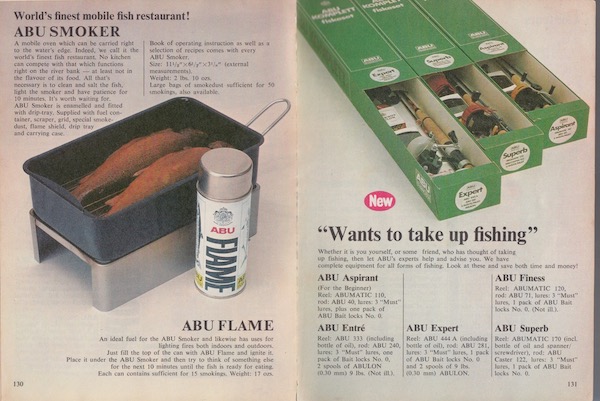 World's finest mobile fish restaurant!
ABU SMOKER
A mobile oven which can be carried right
to the water's edge. Indeed, we call it the
world's finest fish restaurant. No kitchen
can compete with that which functions
right on the river bank — at least not in
the flavour of its food. All that's
necessary is to clean and salt the fish,
light the smoker and have patience for
10 minutes. It's worth waiting for.
ABU Smoker is enamelled and fitted
with drip-tray. Supplied with fuel con-
tainer, scraper, grid, special smoke-
dust, flame shield, drip tray
and carrying case.
Book of operating instruction as well as a
selection of recipes comes with every
ABU Smoker.
(external
measurements).
Weight: 2 lbs. 10 ozs.
Large bags of smokedust sufficient for 50
smokings, also available.
ABU
FLAME
ABU FLAME
An ideal fuel for the ABU Smoker and likewise has uses for
lighting fires both indoors and outdoors.
Just fill the top of the can with ABU Flame and ignite it.
Place it under the ABU Smoker and then try to think of something else
for the next 10 minutes until the fish is ready for eating.
Each can contains sufficient for 15 smokings. Weight: 17 ozs.
130
ABU
KOMPLETT
fiskeset
ABU
KOMPLETT
fiskesort
ABU
ABU
ABU
Expert
Superb
Aspirant
ABU
Expert
Superb
Aspirant
New
"Wants to take up fishing"
Whether it is you yourself, or some friend, who has thought of taking
up fishing, then let ABU's experts help and advise you. We have
complete equipment for all forms of fishing. Look at these and save both time and money!
ABU Aspirant
(For the Beginner)
Reel: ABUMATIC 110,
rod: ABU 40, lures: 3 "Must"
lures, plus one pack of
ABU Bait locks No. 0.
ABU Finess
Reel: ABUMATIC 120,
rod: ABU 71, lures: 3 "Must"
lures, 1 pack of ABU Bait
locks No. 0. (Not ill.).
ABU Entré
Reel: ABU 333 (including
bottle of oil), rod: ABU 240,
lures: 3 "Must" lures, one
pack of Bait locks No. 0,
2 spools of ABULON
(0.30 mm) 9 lbs. (Not ill.).
ABU Expert
Reel: ABU 444 A (including
bottle of oil), rod: ABU 281,
lures: 3 "Must" lures, 1 pack
of ABU Bait locks No. 0
and 2 spools of 9 lbs.
(0.30 mm) ABULON.
ABU Superb
Reel: ABUMATIC 170 (incl.
bottle of oil and spanner/
screwdriver), rod: ABU
Caster 122, lures: 3 "Must"
lures, 1 pack of ABU Bait
locks No. 0.
131